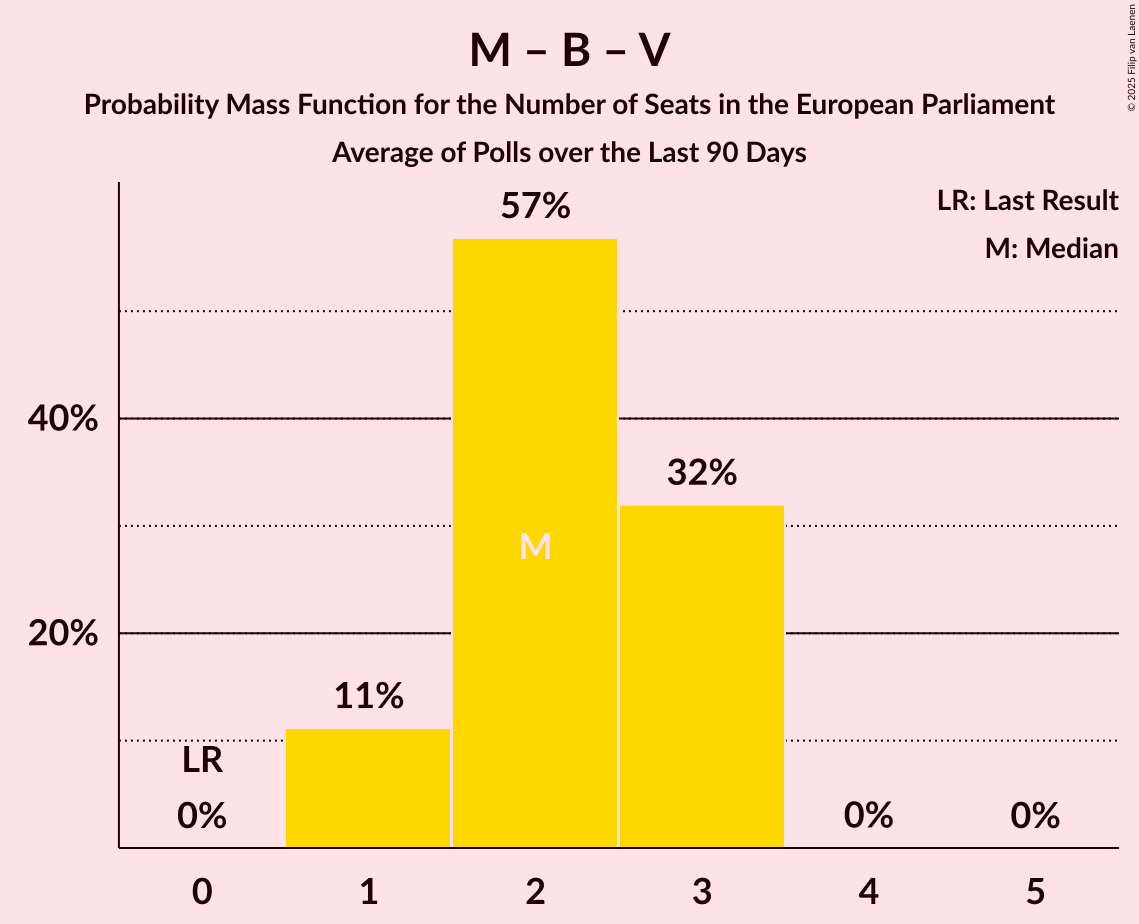 M – B – V
Probability Mass Function for the Number of Seats in the European Parliament
Average of Polls over the Last 90 Days
© 2025 Filip van Laenen
LR: Last Result
M: Median
57%
40%
32%
M
20%
11%
LR
0%
0%
0%
0 1 2 3 4 5